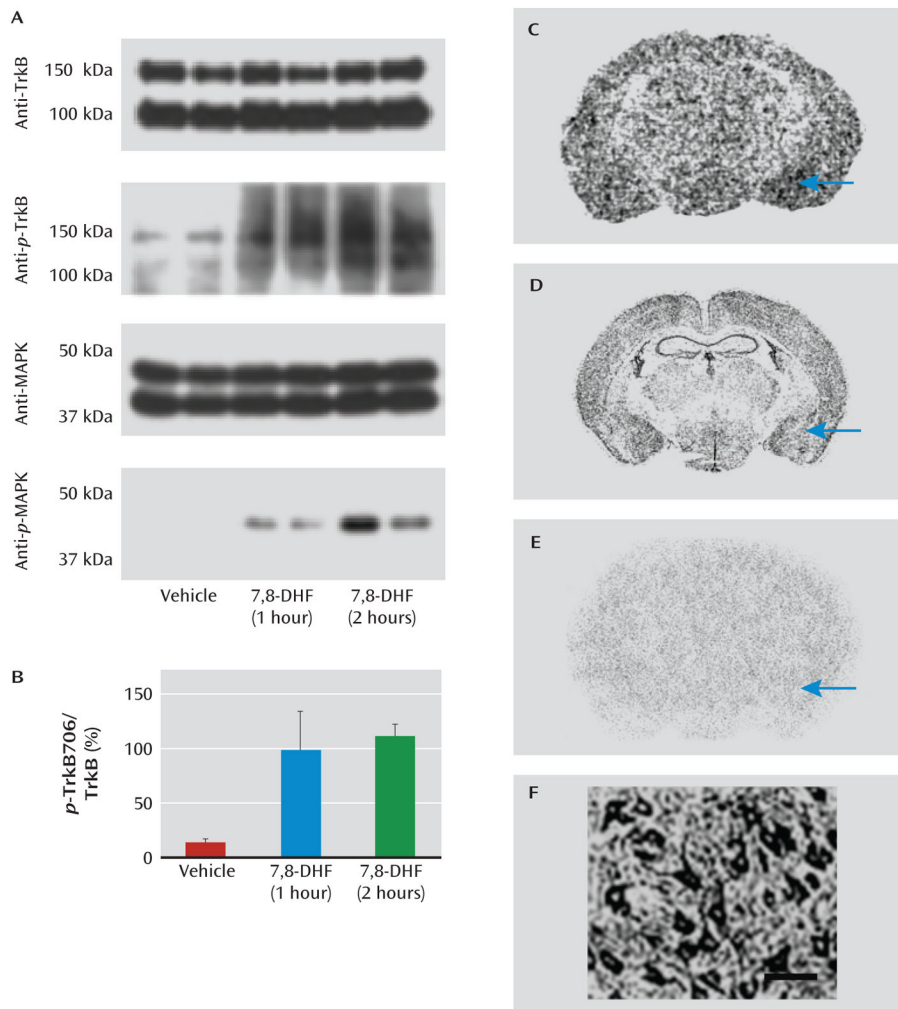 A
Anti-TrkB
150 kDa
100 kDa
Anti-p-TrkB
150 kDa
100 kDa
Anti-MAPK
50 kDa
37 kDa
Anti-p-MAPK
50 kDa
37 kDa
Vehicle
7,8-DHF
(1 hour)
7,8-DHF
(2 hours)
B
p-TrkB706/
TrkB (%)
150
100
50
0
Vehicle
7,8-DHF
(1 hour)
7,8-DHF
(2 hours)
C
D
E
F